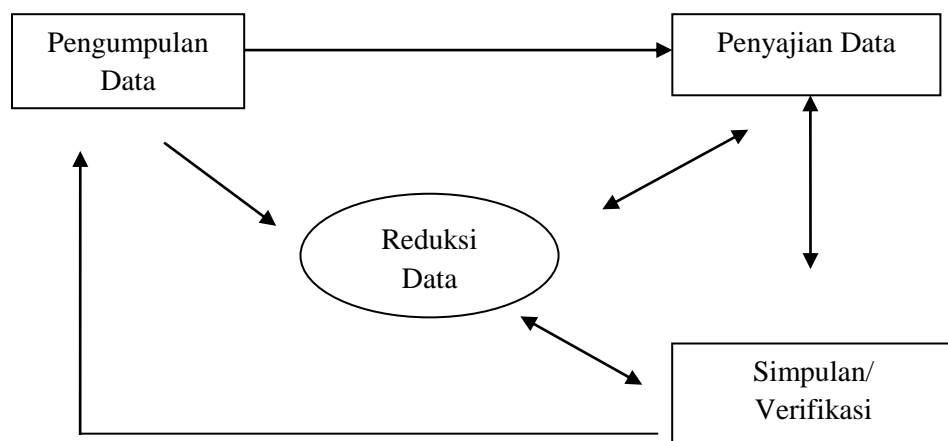 Pengumpulan
Data
Penyajian Data
Reduksi
Data
Simpulan/
Verifikasi